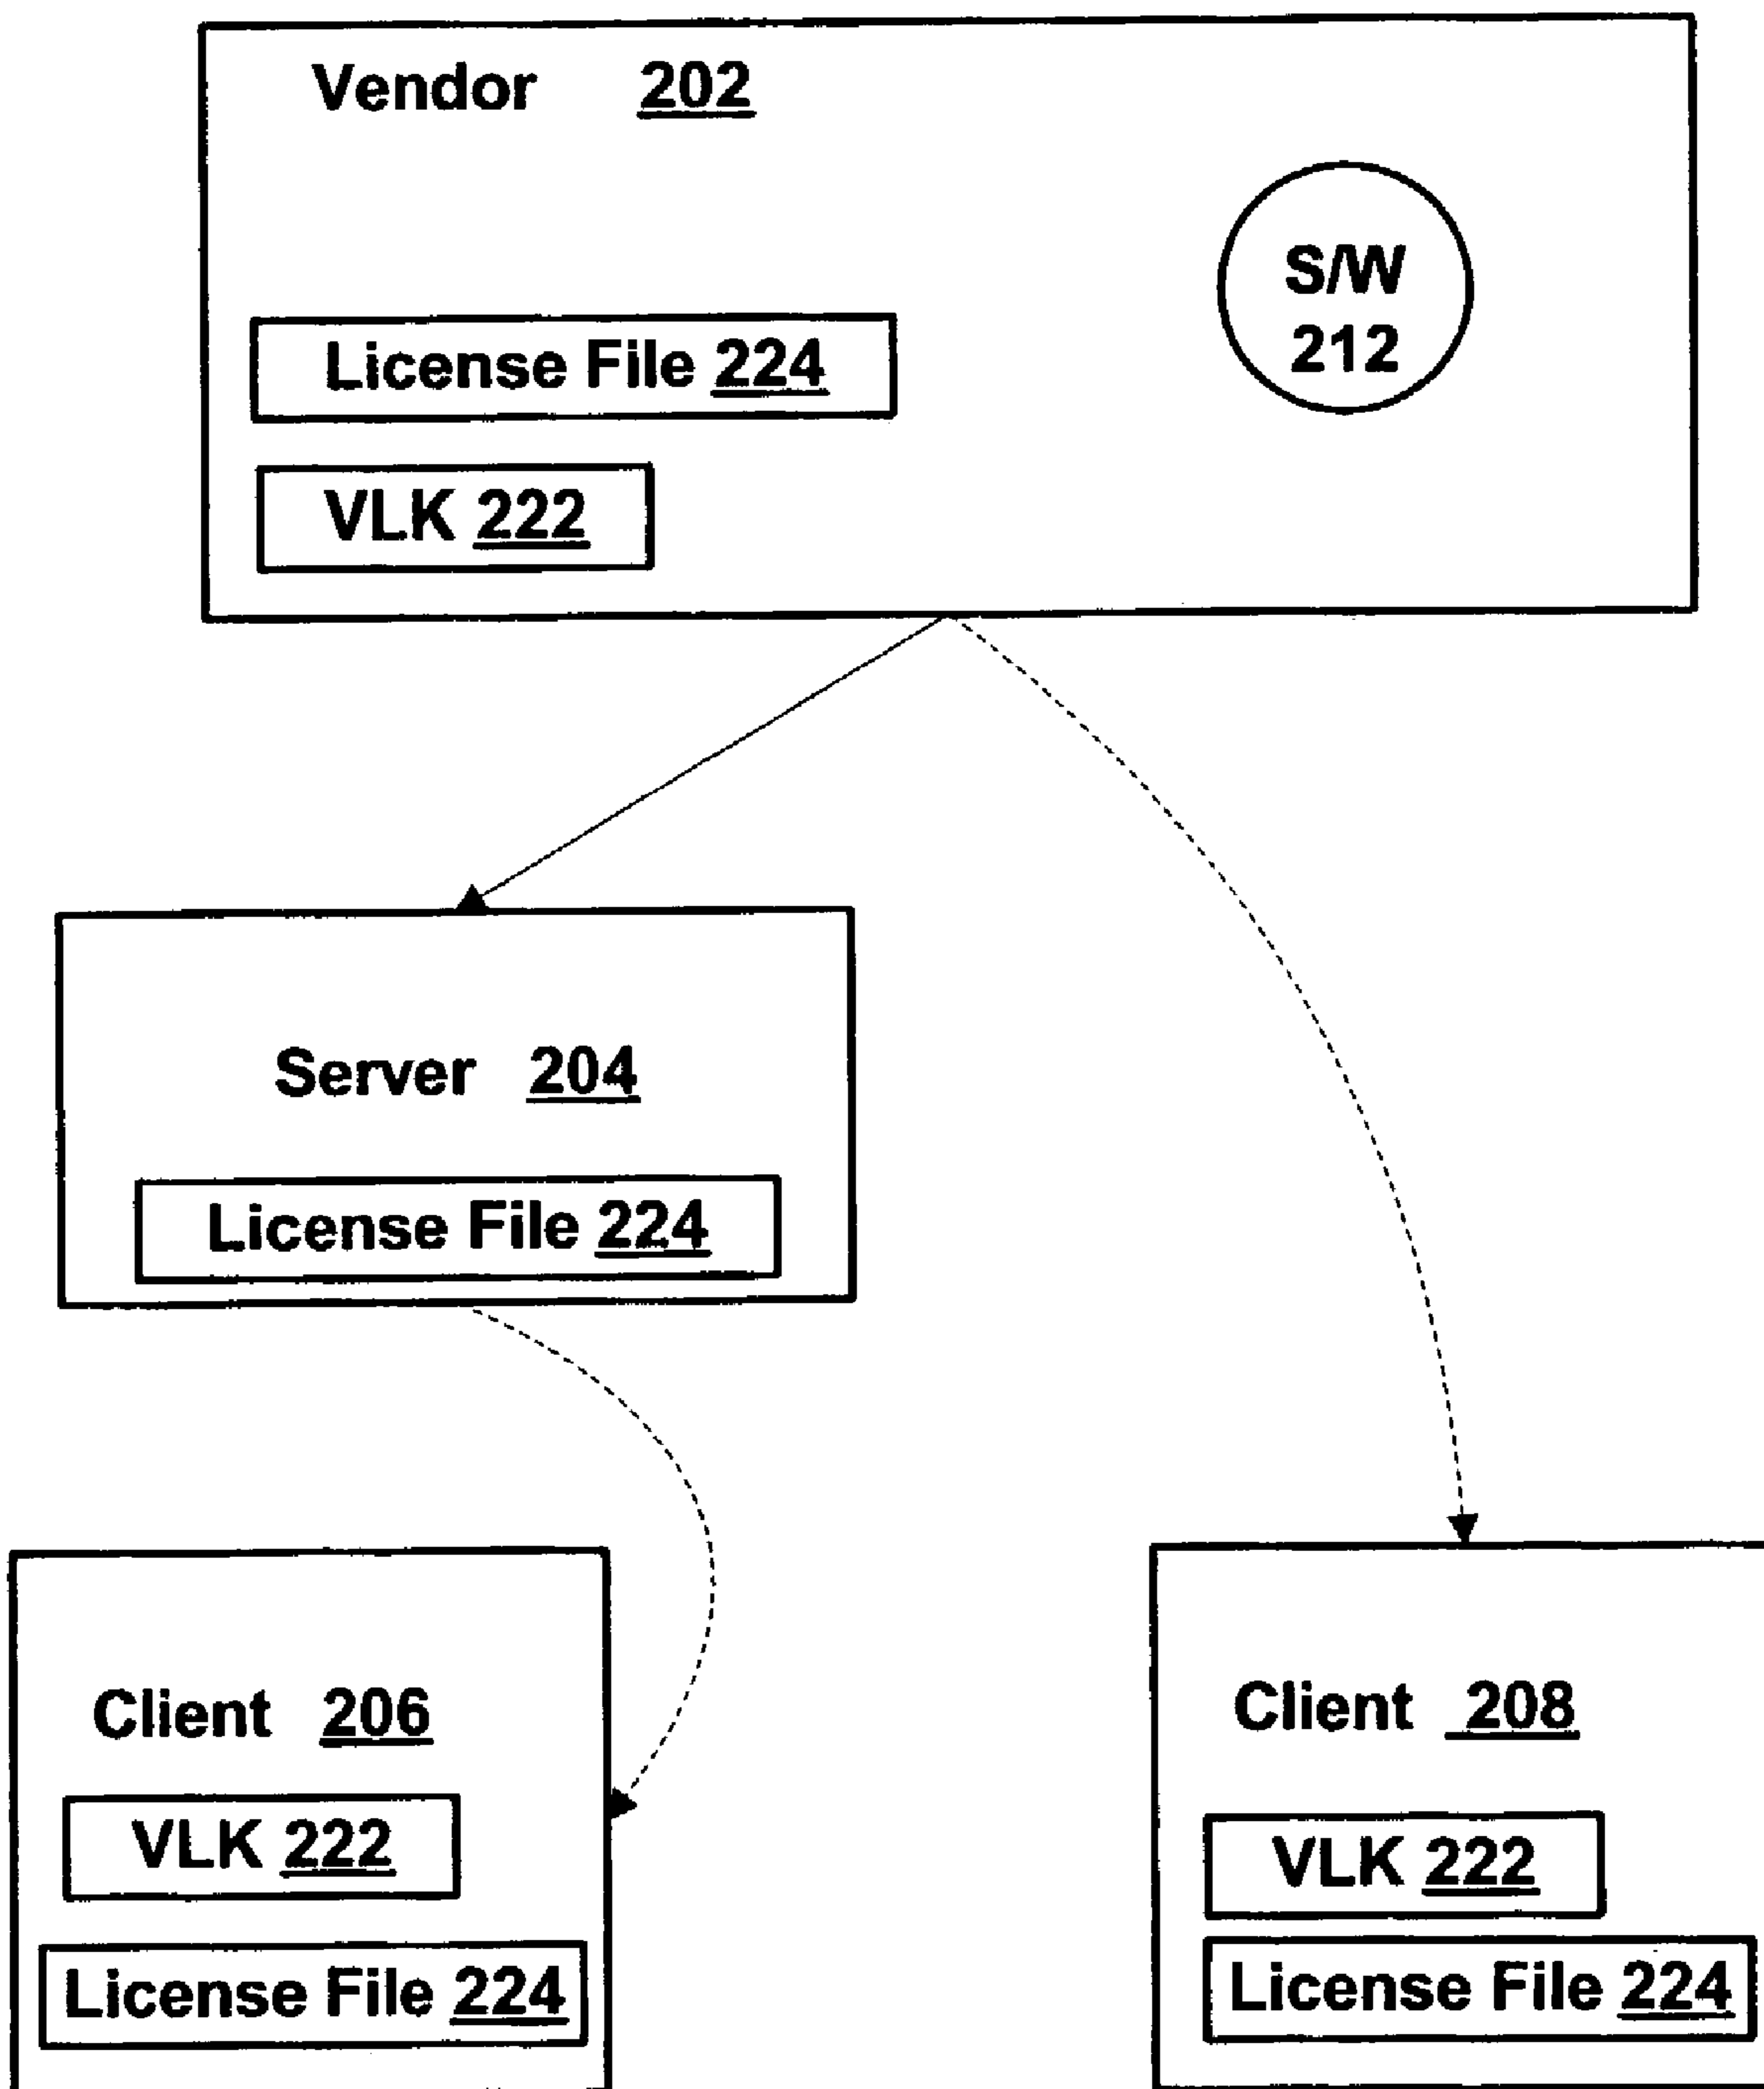 Vendor 202
S/W
212
License File 224
VLK 222
Server 204
License File 224
Client 206
VLK 222
License File 224
Client 208
VLK 222
License File 224